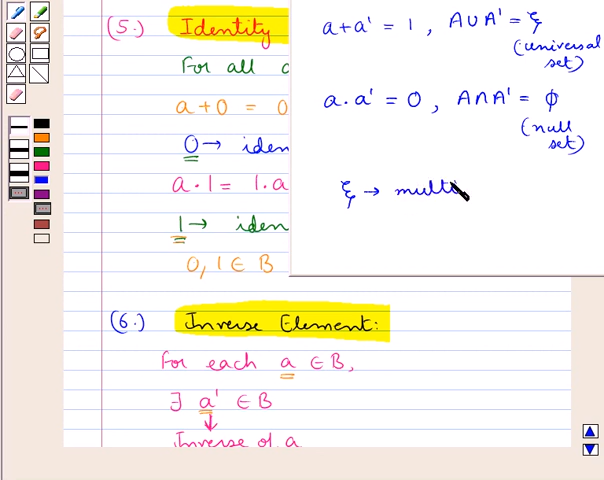 (5.) Identity
For all a
a + 0 = 0
0 → iden
a · 1 = 1 · a
1 → iden
0, 1 ∈ B
(6.) Inverse Element:
For each a ∈ B,
∃ a' ∈ B
↓
Inverse of a
a + a' = 1 , A ∪ A' = ξ
(universal
set)
a . a' = 0 , A ∩ A' = ϕ
(null
set)
ξ → multi